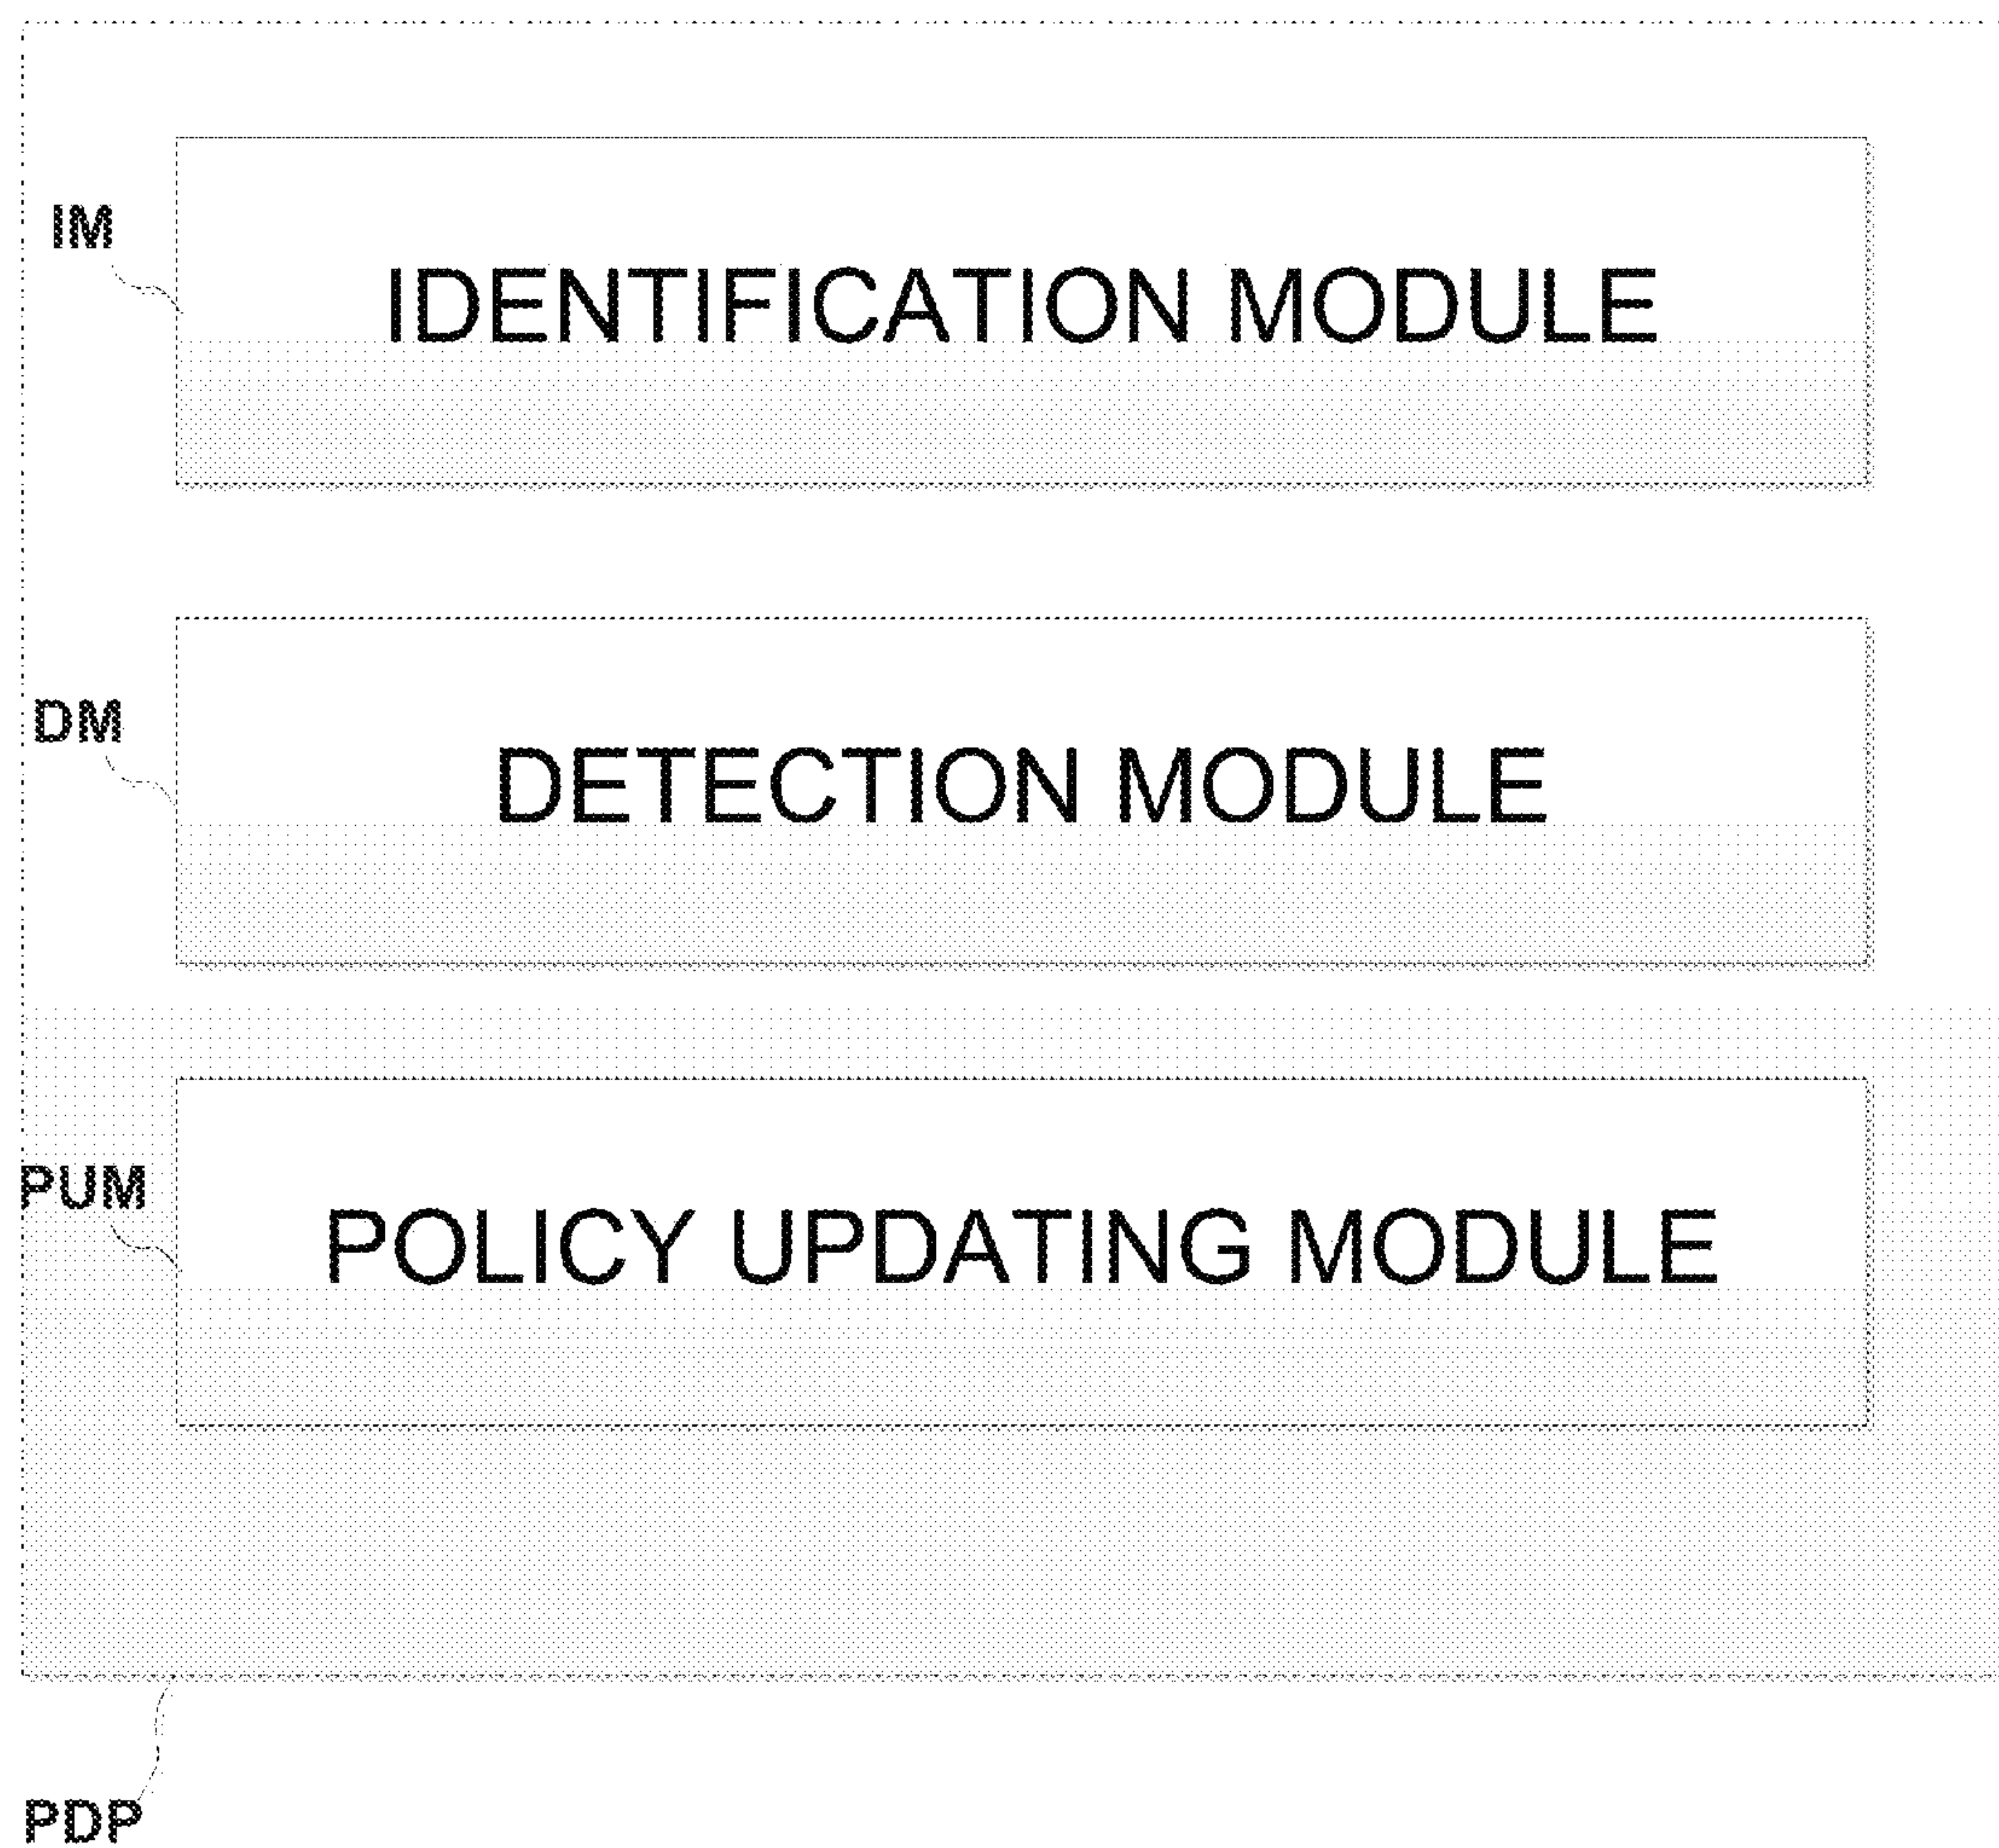 IM
IDENTIFICATION MODULE
DM
DETECTION MODULE
PUM
POLICY UPDATING MODULE
PDP